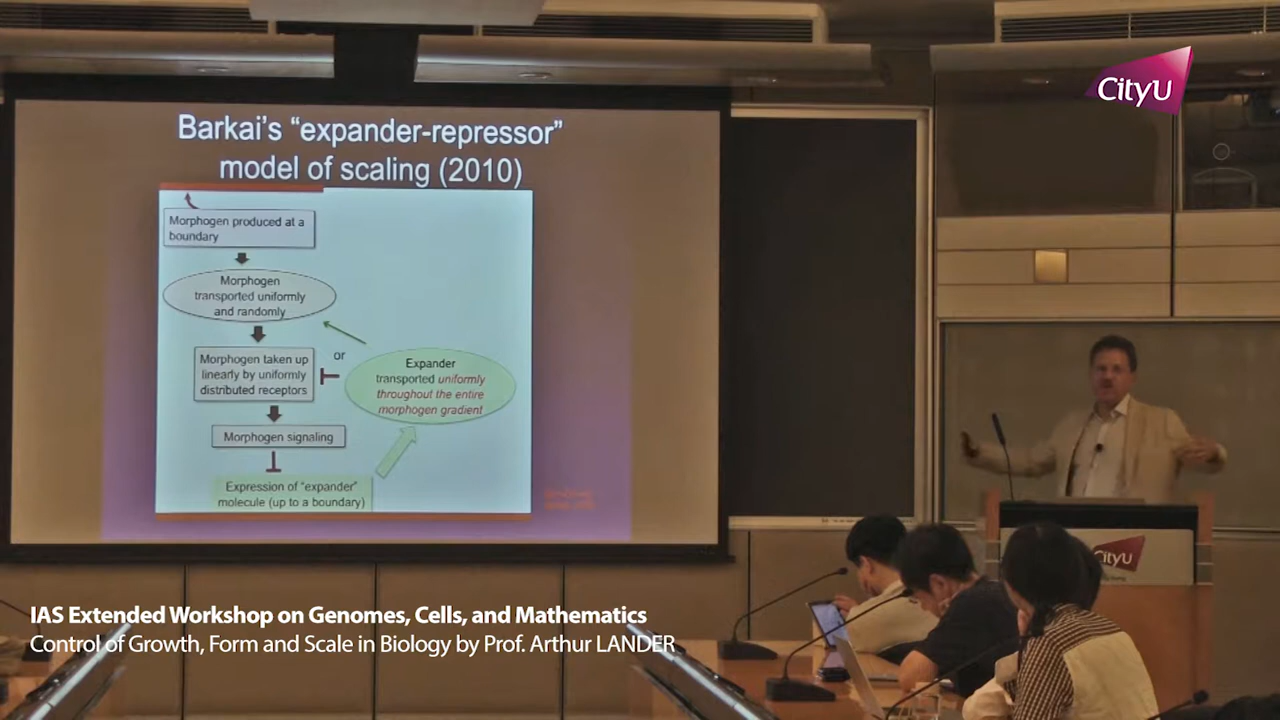 CityU
Barkai's “expander-repressor”
model of scaling (2010)
Morphogen produced at a
boundary
Morphogen
transported uniformly
and randomly
Morphogen taken up
linearly by uniformly
distributed receptors
or
Expander
transported uniformly
throughout the entire
morphogen gradient
Morphogen signaling
Expression of “expander”
molecule (up to a boundary)
CityU
IAS Extended Workshop on Genomes, Cells, and Mathematics
Control of Growth, Form and Scale in Biology by Prof. Arthur LANDER